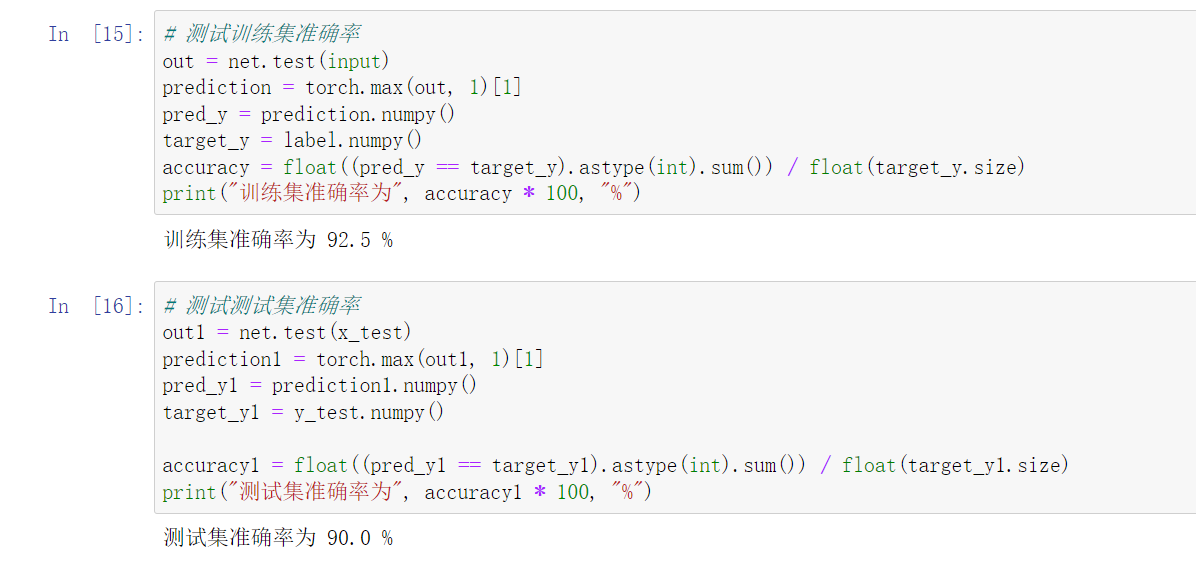 In [15]: # 测试训练集准确率
out = net.test(input)
prediction = torch.max(out, 1)[1]
pred_y = prediction.numpy()
target_y = label.numpy()
accuracy = float((pred_y == target_y).astype(int).sum()) / float(target_y.size)
print("训练集准确率为", accuracy * 100, "%")
训练集准确率为 92.5 %
In [16]: # 测试测试集准确率
out1 = net.test(x_test)
prediction1 = torch.max(out1, 1)[1]
pred_y1 = prediction1.numpy()
target_y1 = y_test.numpy()
accuracy1 = float((pred_y1 == target_y1).astype(int).sum()) / float(target_y1.size)
print("测试集准确率为", accuracy1 * 100, "%")
测试集准确率为 90.0 %